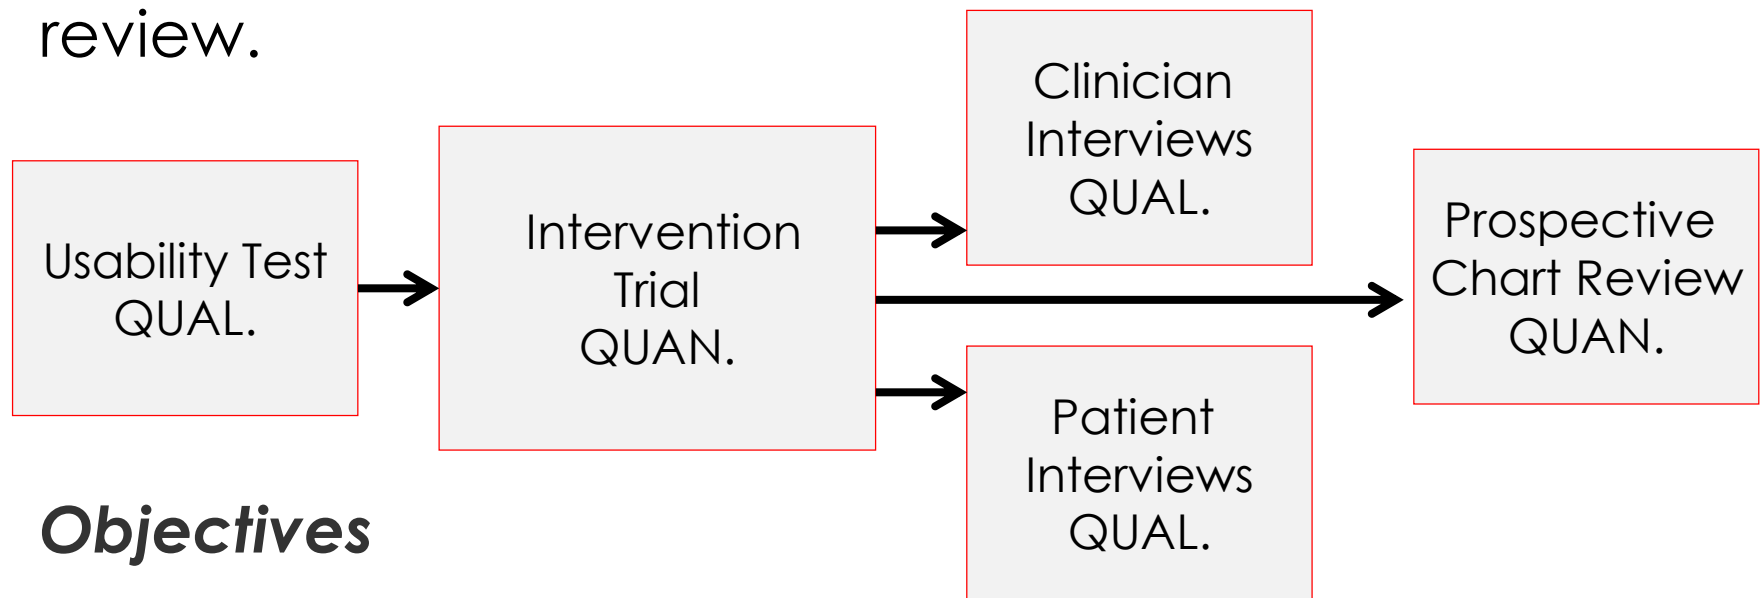 review.
Usability Test
QUAL.
Intervention
Trial
QUAN.
Clinician
Interviews
QUAL.
Patient
Interviews
QUAL.
Prospective
Chart Review
QUAN.
Objectives